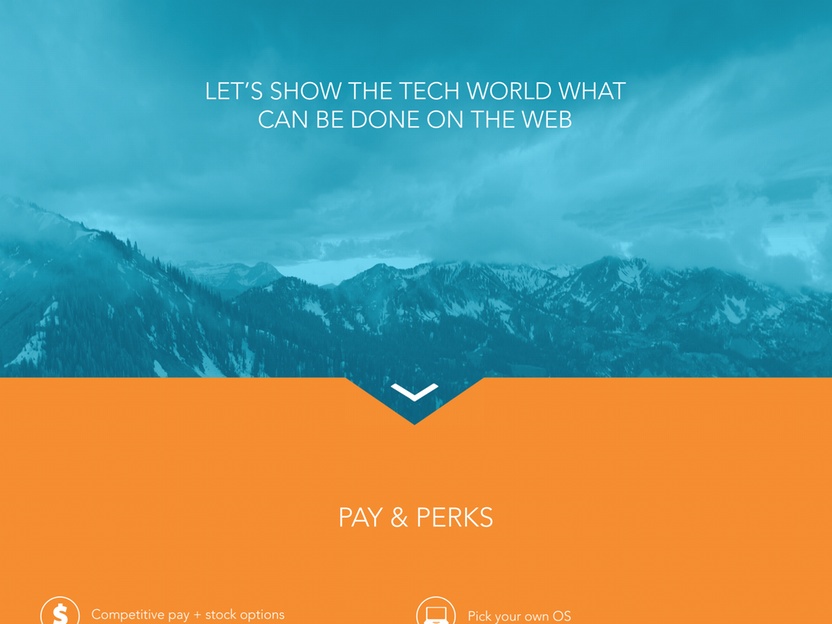 LET’S SHOW THE TECH WORLD WHAT
CAN BE DONE ON THE WEB
PAY & PERKS
$ Competitive pay + stock options
Pick your own OS